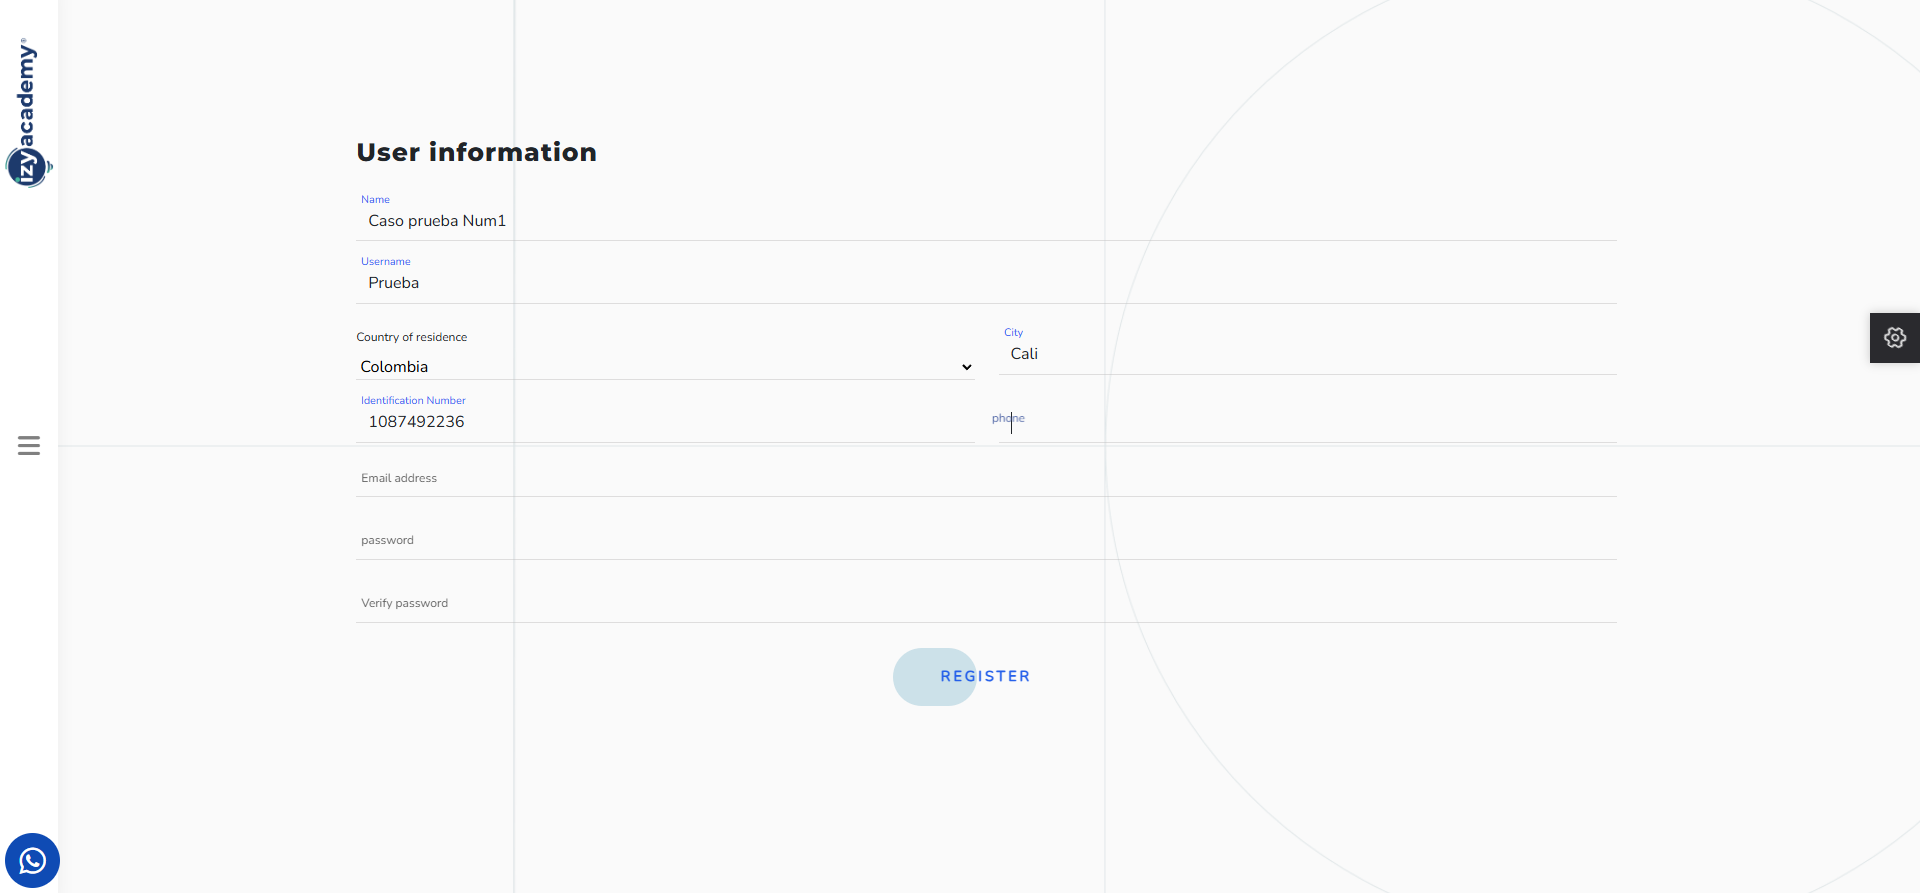 izyacademy®
User information
Name
Caso prueba Num1
Username
Prueba
Country of residence
Colombia
City
Cali
Identification Number
1087492236
phone
Email address
password
Verify password
REGISTER